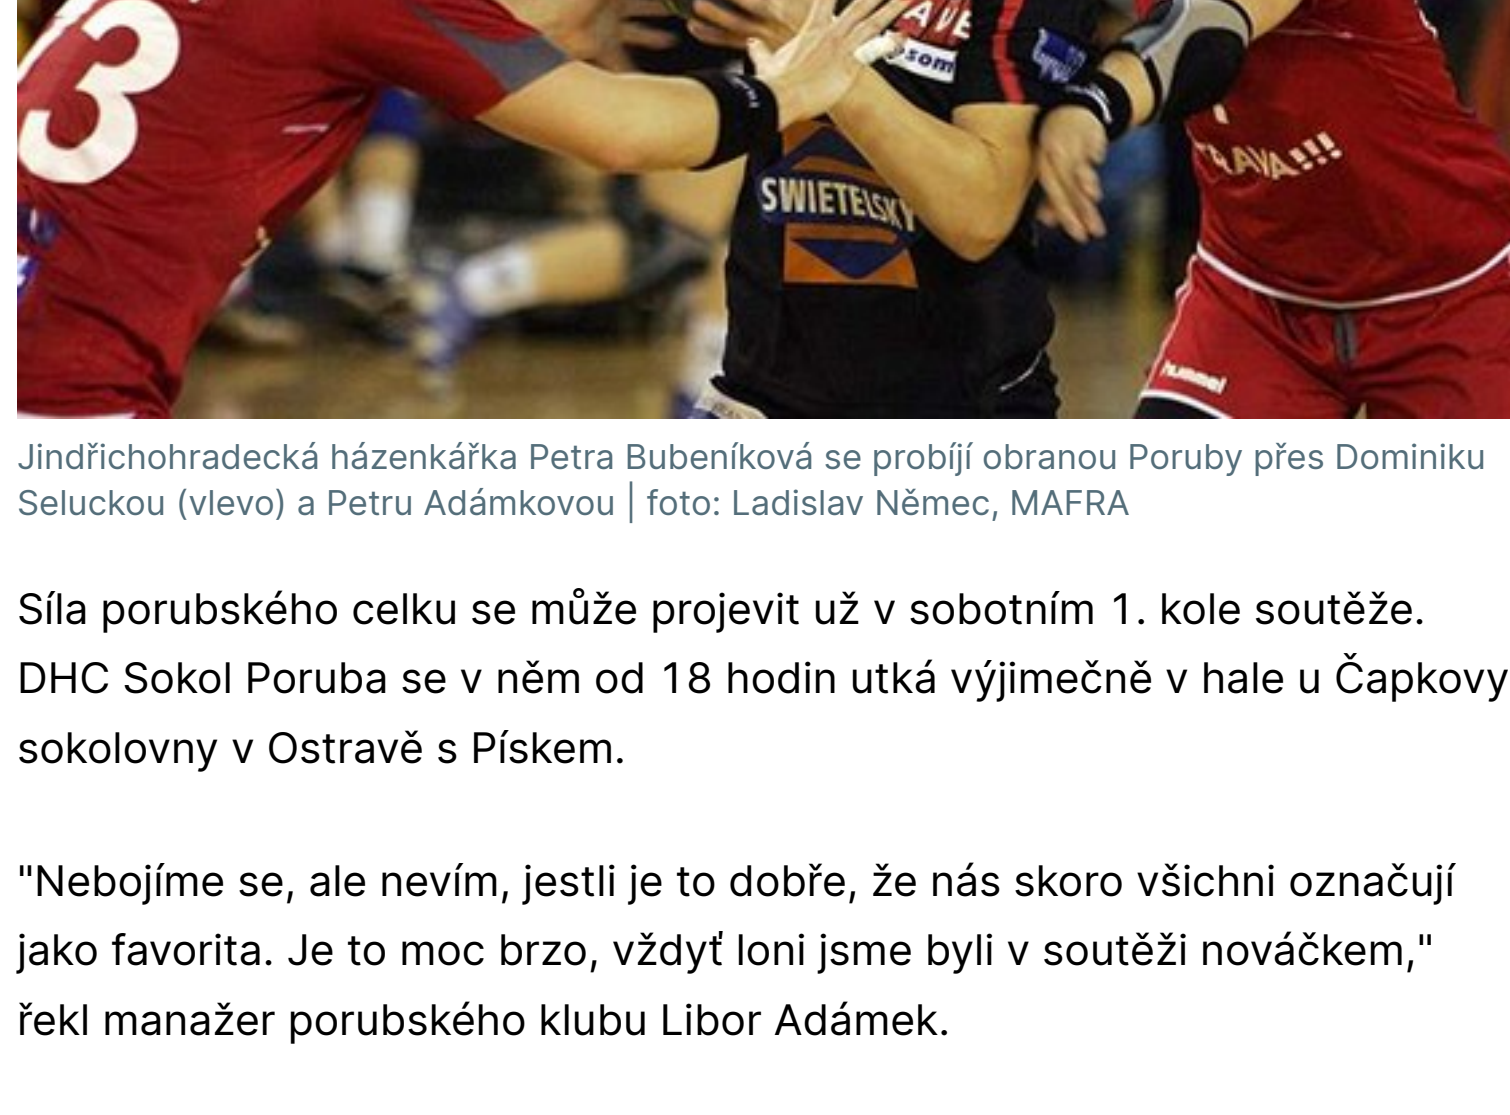 3
AVE
som
SWIETELSKY
RAVA!!!
hummel
Jindřichohradecká házenkářka Petra Bubeníková se probíjí obranou Poruby přes Dominiku
Seluckou (vlevo) a Petru Adámkovou | foto: Ladislav Němec, MAFRA
Síla porubského celku se může projevit už v sobotním 1. kole soutěže.
DHC Sokol Poruba se v něm od 18 hodin utká výjimečně v hale u Čapkovy
sokolovny v Ostravě s Pískem.
"Nebojíme se, ale nevím, jestli je to dobře, že nás skoro všichni označují
jako favorita. Je to moc brzo, vždyť loni jsme byli v soutěži nováčkem,"
řekl manažer porubského klubu Libor Adámek.